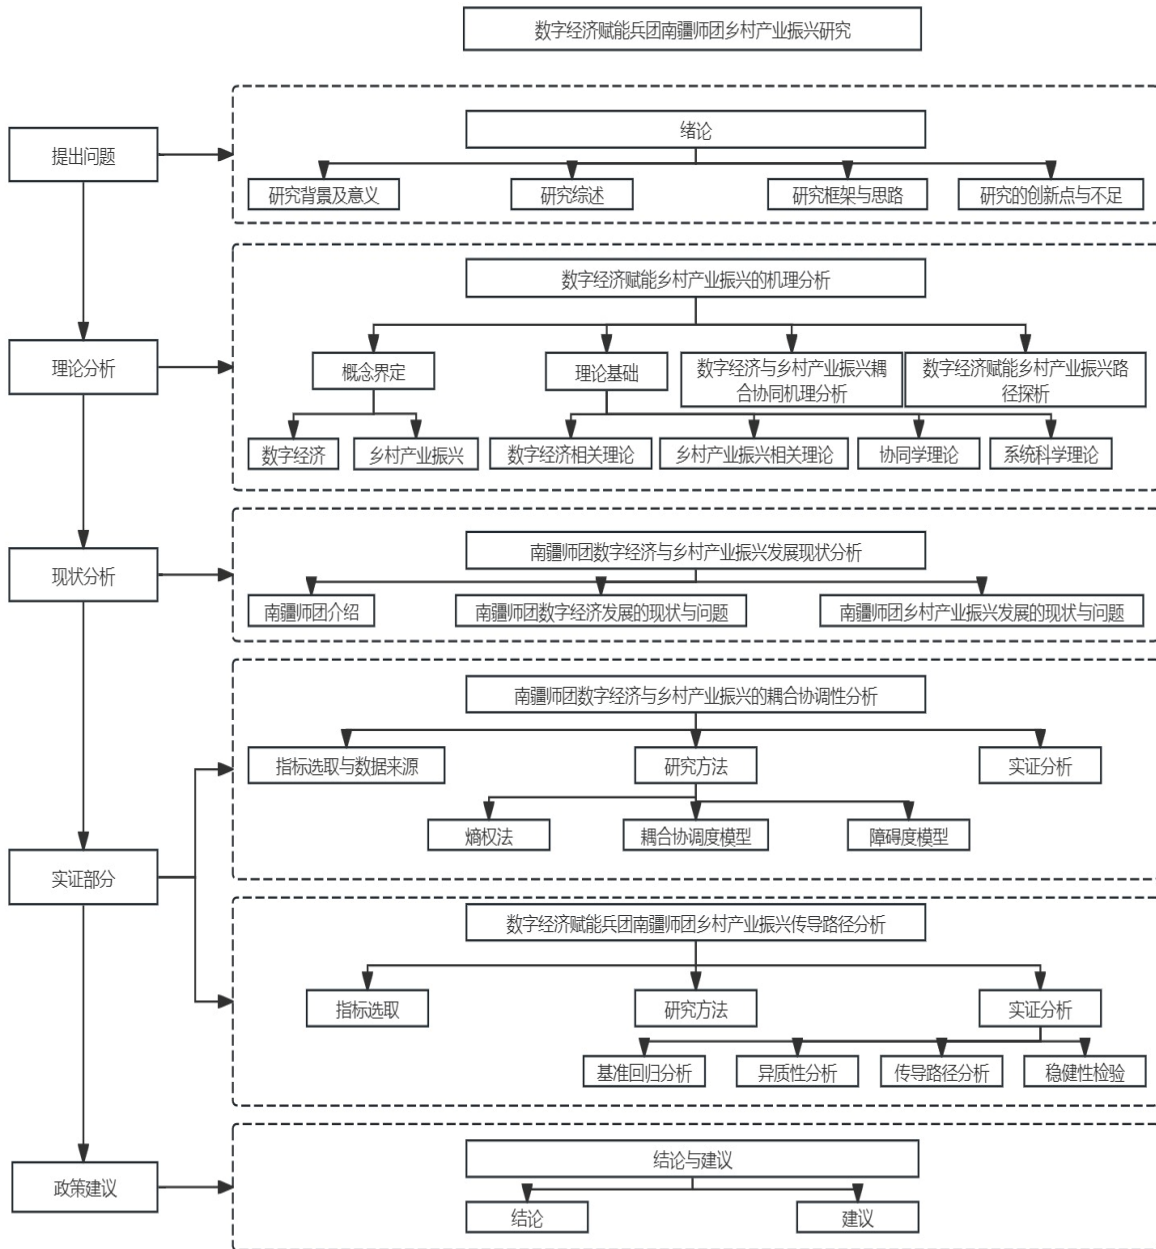 数字经济赋能兵团南疆师团乡村产业振兴研究
提出问题
绪论
研究背景及意义
研究综述
研究框架与思路
研究的创新点与不足
理论分析
数字经济赋能乡村产业振兴的机理分析
概念界定
理论基础
数字经济与乡村产业振兴耦
合协同机理分析
数字经济赋能乡村产业振兴路
径探析
数字经济
乡村产业振兴
数字经济相关理论
乡村产业振兴相关理论
协同学理论
系统科学理论
现状分析
南疆师团数字经济与乡村产业振兴发展现状分析
南疆师团介绍
南疆师团数字经济发展的现状与问题
南疆师团乡村产业振兴发展的现状与问题
实证部分
南疆师团数字经济与乡村产业振兴的耦合协调性分析
指标选取与数据来源
研究方法
实证分析
熵权法
耦合协调度模型
障碍度模型
数字经济赋能兵团南疆师团乡村产业振兴传导路径分析
指标选取
研究方法
实证分析
基准回归分析
异质性分析
传导路径分析
稳健性检验
政策建议
结论与建议
结论
建议